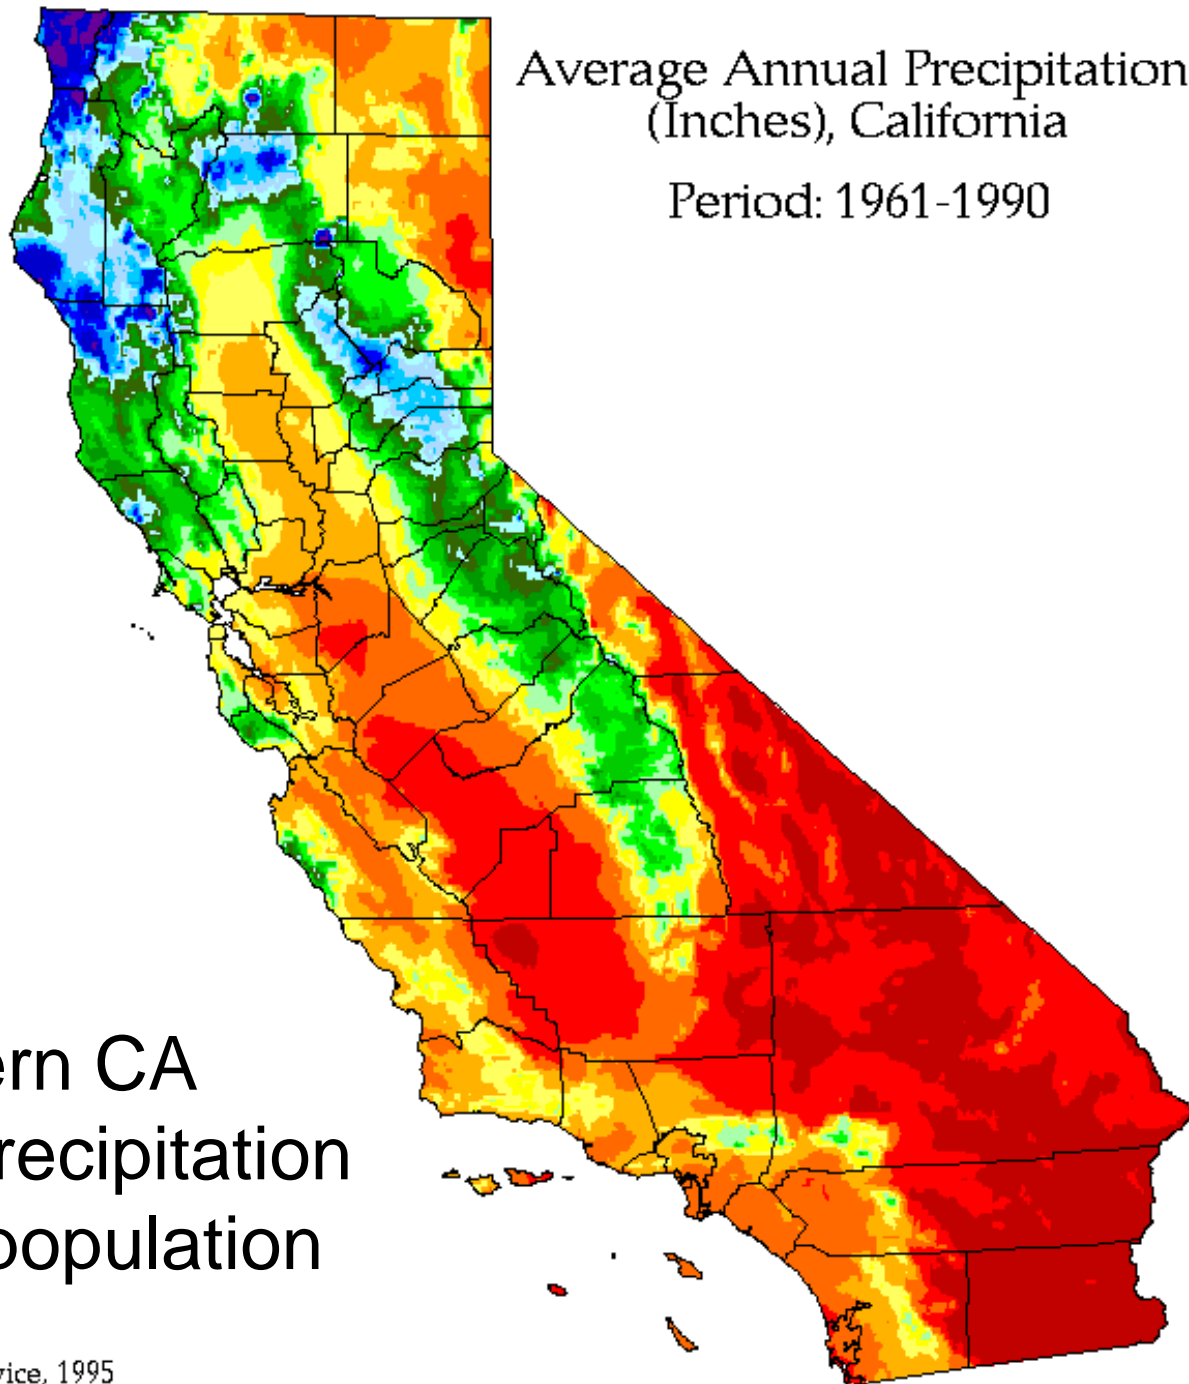 Average Annual Precipitation
(Inches), California
Period: 1961-1990
ern CA
recipitation
population
vice, 1995